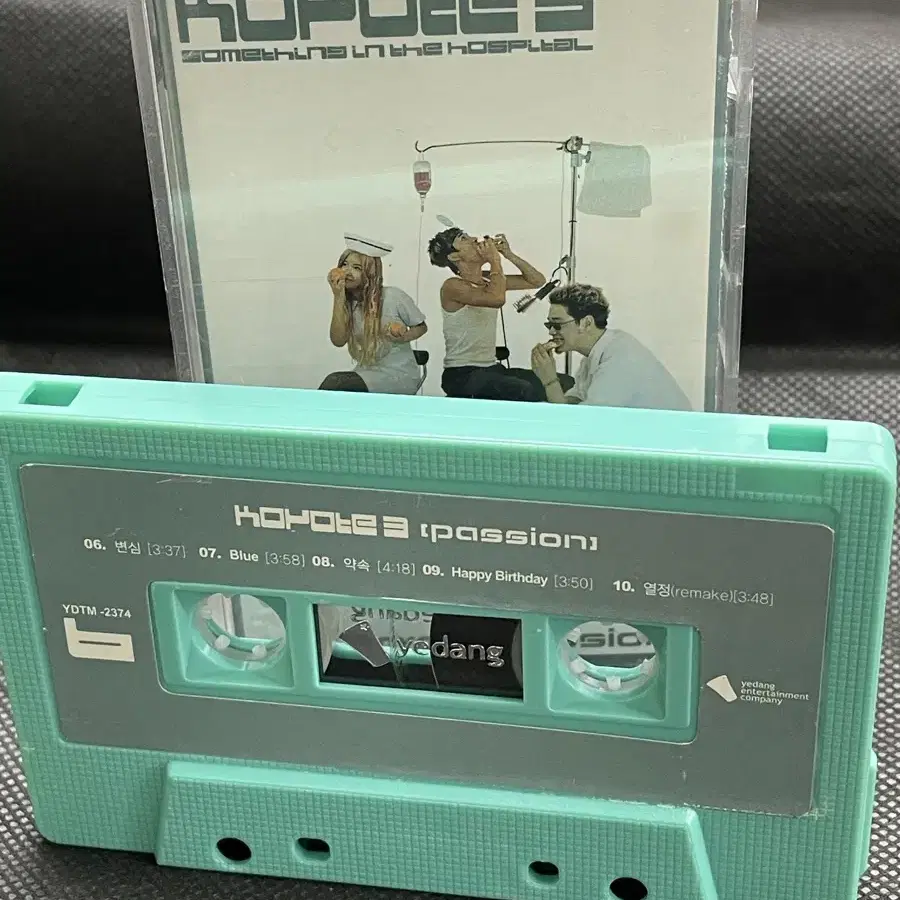 Koyote 3
something in the hospital
Koyote 3 [passion]
06. 변심 [3:37] 07. Blue [3:58] 08. 약속 [4:18] 09. Happy Birthday [3:50] 10. 열정(remake)[3:48]
YDTM -2374
b
yedang
yedang
entertainment
company